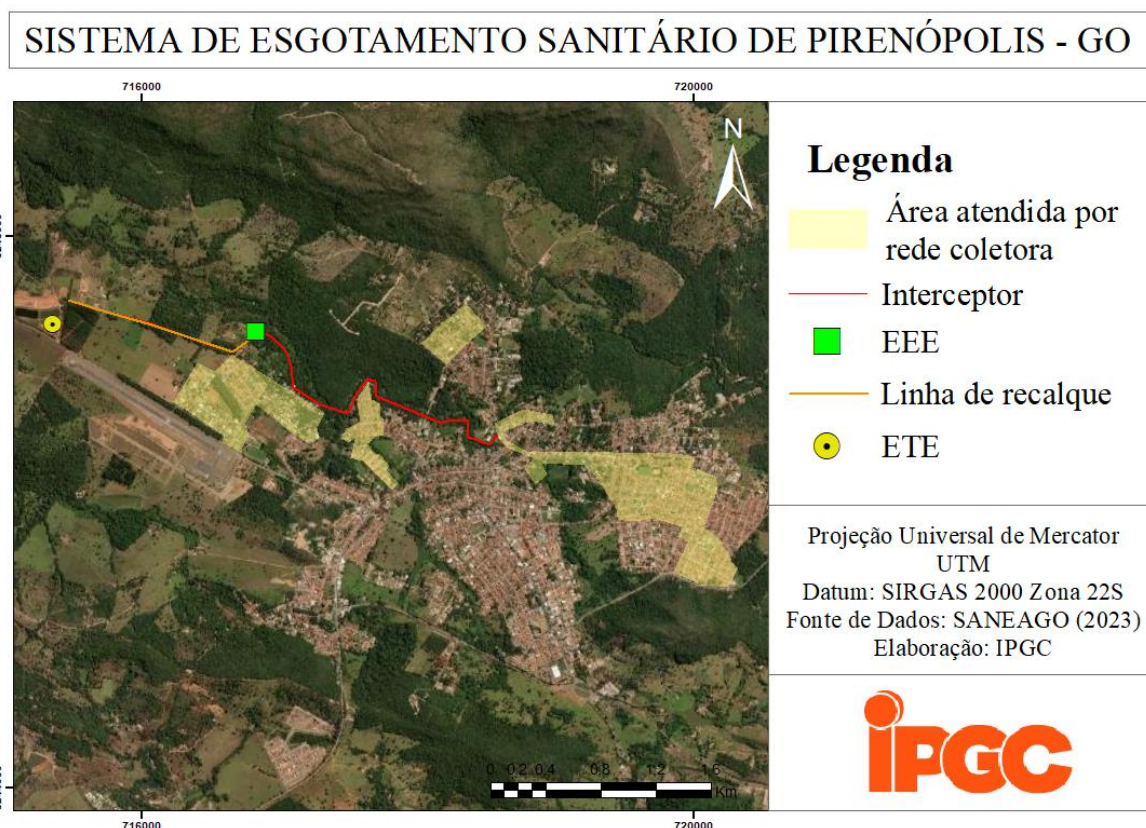 SISTEMA DE ESGOTAMENTO SANITÁRIO DE PIRENÓPOLIS - GO
716000
720000
N
Legenda
Área atendida por
rede coletora
Interceptor
EEE
Linha de recalque
ETE
Projeção Universal de Mercator
UTM
Datum: SIRGAS 2000 Zona 22S
Fonte de Dados: SANEAGO (2023)
Elaboração: IPGC
0 0.2 0.4 0.8 1.2 1.6
Km
iPGC
716000
720000